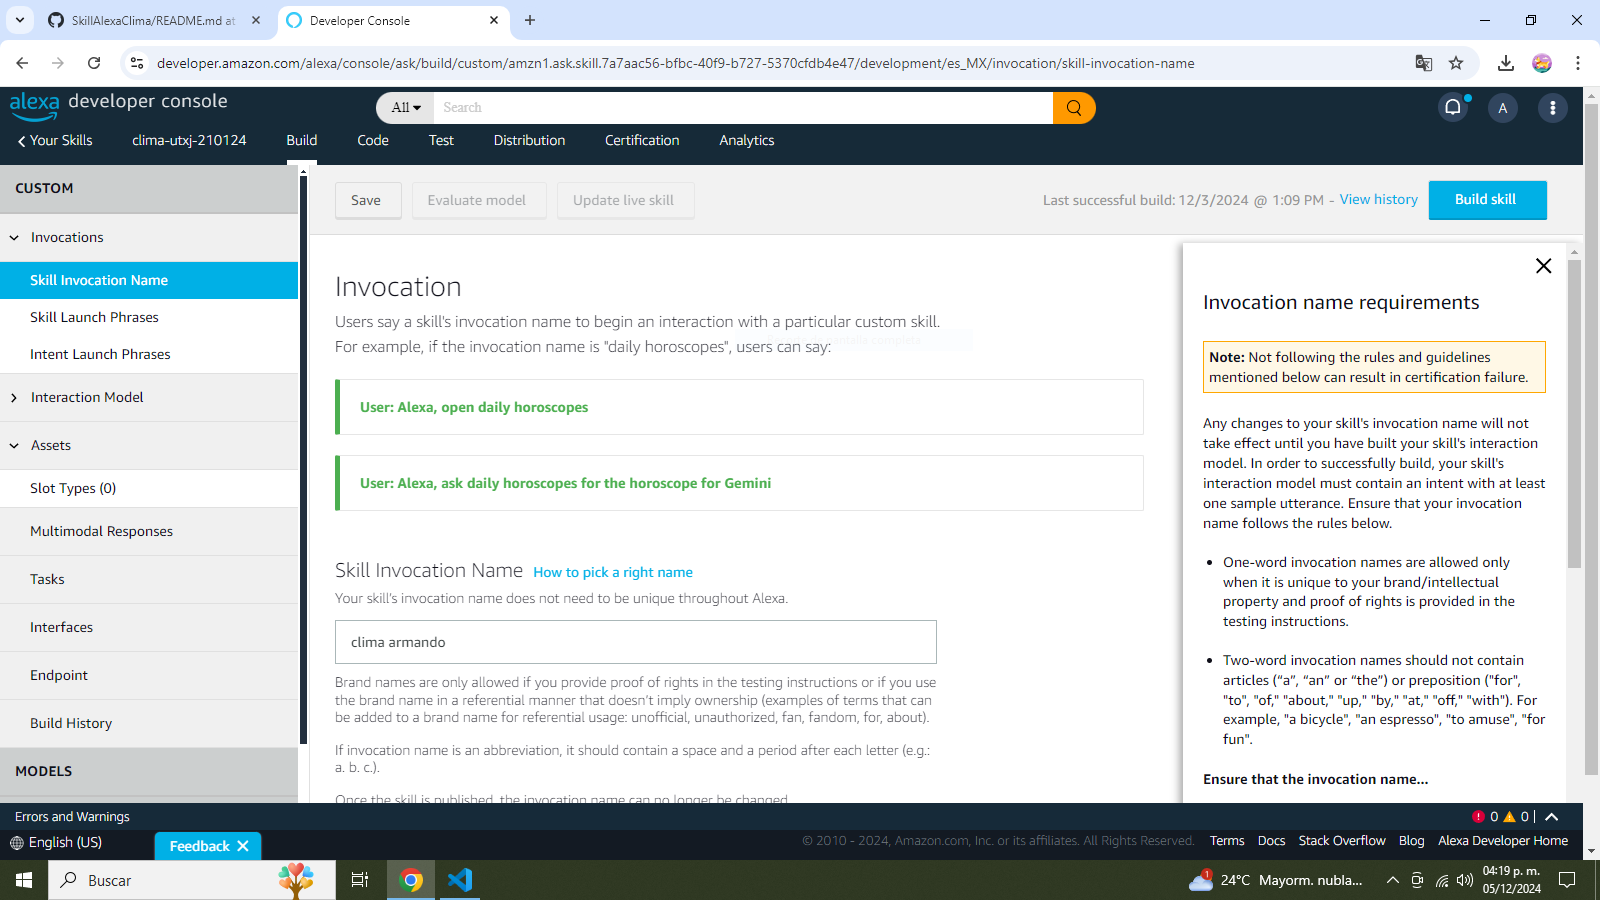 SkillAlexaClima/README.md at
Developer Console
developer.amazon.com/alexa/console/ask/build/custom/amzn1.ask.skill.7a7aac56-bfbc-40f9-b727-5370cfdb4e47/development/es_MX/invocation/skill-invocation-name
alexa developer console
All
Search
A
Your Skills
clima-utxj-210124
Build
Code
Test
Distribution
Certification
Analytics
CUSTOM
Invocations
Skill Invocation Name
Skill Launch Phrases
Intent Launch Phrases
Interaction Model
Assets
Slot Types (0)
Multimodal Responses
Tasks
Interfaces
Endpoint
Build History
MODELS
Save
Evaluate model
Update live skill
Last successful build: 12/3/2024 @ 1:09 PM - View history
Build skill
Invocation
Users say a skill's invocation name to begin an interaction with a particular custom skill.
For example, if the invocation name is "daily horoscopes", users can say:
User: Alexa, open daily horoscopes
User: Alexa, ask daily horoscopes for the horoscope for Gemini
Skill Invocation Name How to pick a right name
Your skill's invocation name does not need to be unique throughout Alexa.
clima armando
Brand names are only allowed if you provide proof of rights in the testing instructions or if you use
the brand name in a referential manner that doesn't imply ownership (examples of terms that can
be added to a brand name for referential usage: unofficial, unauthorized, fan, fandom, for, about).
If invocation name is an abbreviation, it should contain a space and a period after each letter (e.g.:
a. b. c.).
Once the skill is published, the invocation name can no longer be changed.
Invocation name requirements
Note: Not following the rules and guidelines
mentioned below can result in certification failure.
Any changes to your skill's invocation name will not
take effect until you have built your skill's interaction
model. In order to successfully build, your skill's
interaction model must contain an intent with at least
one sample utterance. Ensure that your invocation
name follows the rules below.
• One-word invocation names are allowed only
when it is unique to your brand/intellectual
property and proof of rights is provided in the
testing instructions.
• Two-word invocation names should not contain
articles (“a”, “an” or “the”) or preposition ("for",
"to", "of," "about," "up," "by," "at," "off," "with"). For
example, "a bicycle", "an espresso", "to amuse", "for
fun".
Ensure that the invocation name...
Errors and Warnings
0
0
English (US)
Feedback
© 2010 - 2024, Amazon.com, Inc. or its affiliates. All Rights Reserved.
Terms
Docs
Stack Overflow
Blog
Alexa Developer Home
Buscar
1
24°C Mayorm. nubla...
04:19 p. m.
05/12/2024